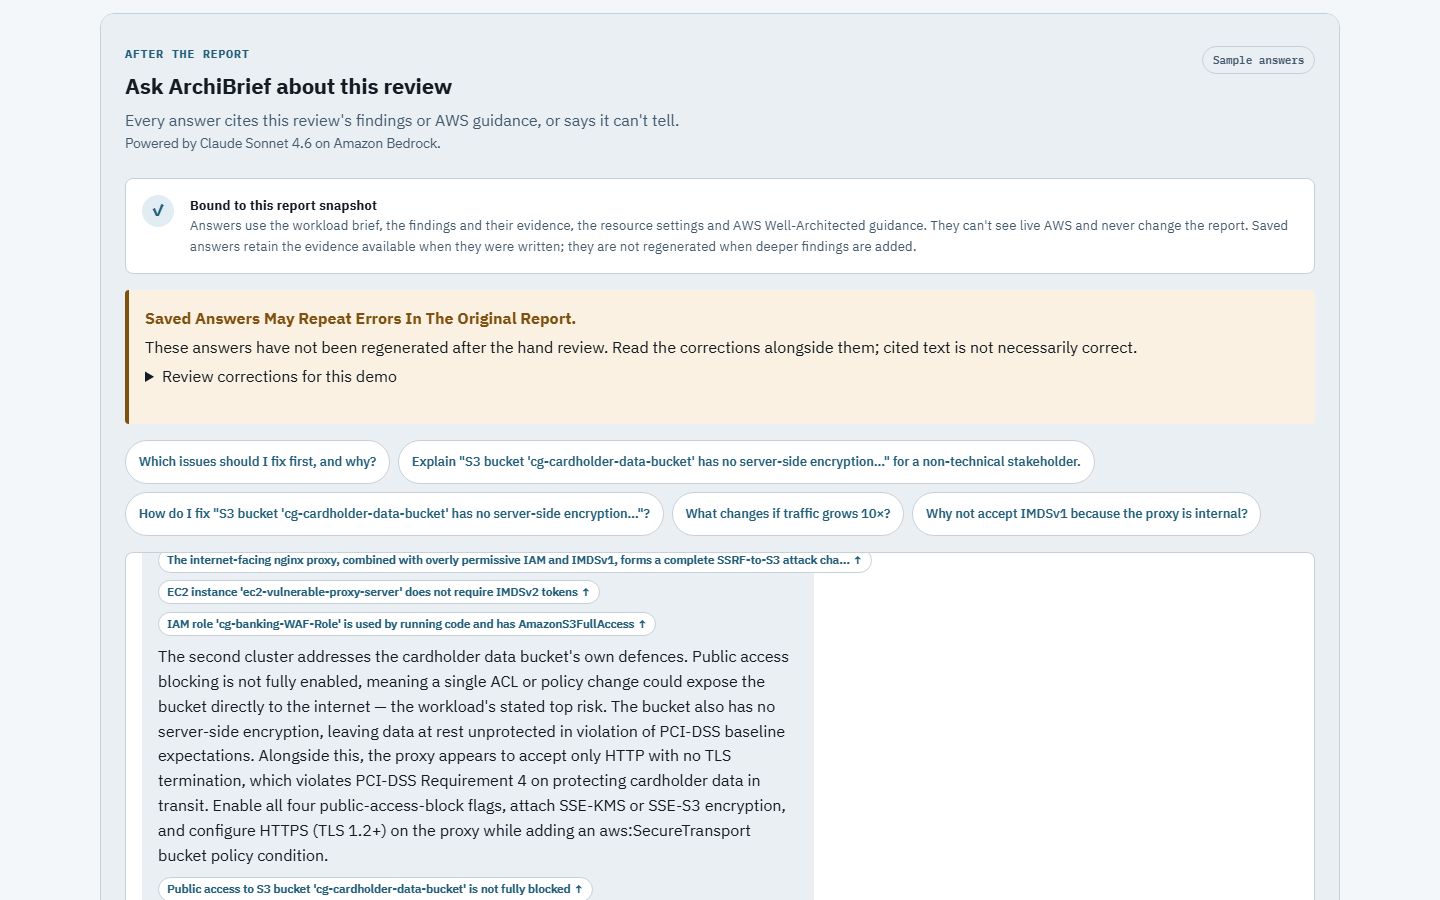 AFTER THE REPORT
Sample answers
Ask ArchiBrief about this review
Every answer cites this review's findings or AWS guidance, or says it can't tell.
Powered by Claude Sonnet 4.6 on Amazon Bedrock.
✓
Bound to this report snapshot
Answers use the workload brief, the findings and their evidence, the resource settings and AWS Well-Architected guidance. They can't see live AWS and never change the report. Saved
answers retain the evidence available when they were written; they are not regenerated when deeper findings are added.
Saved Answers May Repeat Errors In The Original Report.
These answers have not been regenerated after the hand review. Read the corrections alongside them; cited text is not necessarily correct.
▶ Review corrections for this demo
Which issues should I fix first, and why?
Explain "S3 bucket 'cg-cardholder-data-bucket' has no server-side encryption…" for a non-technical stakeholder.
How do I fix "S3 bucket 'cg-cardholder-data-bucket' has no server-side encryption…"?
What changes if traffic grows 10×?
Why not accept IMDSv1 because the proxy is internal?
The internet-facing nginx proxy, combined with overly permissive IAM and IMDSv1, forms a complete SSRF-to-S3 attack cha… ↑
EC2 instance 'ec2-vulnerable-proxy-server' does not require IMDSv2 tokens ↑
IAM role 'cg-banking-WAF-Role' is used by running code and has AmazonS3FullAccess ↑
The second cluster addresses the cardholder data bucket's own defences. Public access
blocking is not fully enabled, meaning a single ACL or policy change could expose the
bucket directly to the internet — the workload's stated top risk. The bucket also has no
server-side encryption, leaving data at rest unprotected in violation of PCI-DSS baseline
expectations. Alongside this, the proxy appears to accept only HTTP with no TLS
termination, which violates PCI-DSS Requirement 4 on protecting cardholder data in
transit. Enable all four public-access-block flags, attach SSE-KMS or SSE-S3 encryption,
and configure HTTPS (TLS 1.2+) on the proxy while adding an aws:SecureTransport
bucket policy condition.
Public access to S3 bucket 'cg-cardholder-data-bucket' is not fully blocked ↑